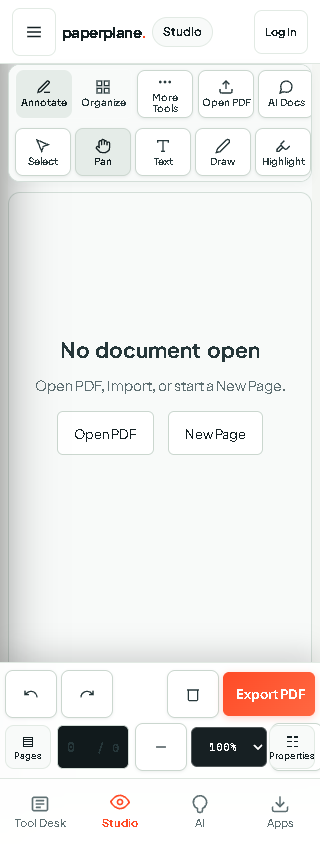 paperplane.
Studio
Log In
Annotate
Organize
More Tools
Open PDF
AI Docs
Select
Pan
Text
Draw
Highlight
No document open
Open PDF, Import, or start a New Page.
Open PDF
New Page
Export PDF
Pages
0 / 0
100%
Properties
Tool Desk
Studio
AI
Apps